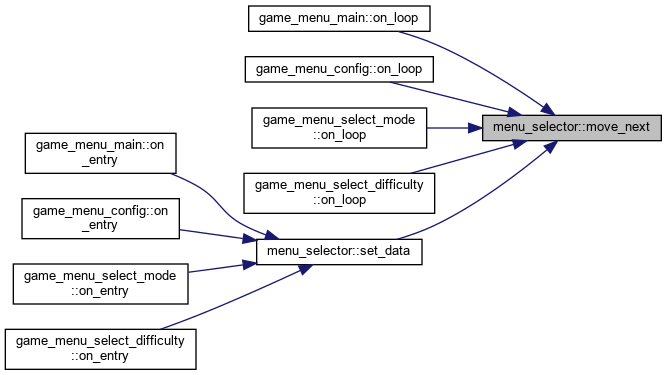 game_menu_main::on_loop
game_menu_config::on_loop
game_menu_select_mode
::on_loop
menu_selector::move_next
game_menu_main::on
_entry
game_menu_select_difficulty
::on_loop
game_menu_config::on
_entry
menu_selector::set_data
game_menu_select_mode
::on_entry
game_menu_select_difficulty
::on_entry